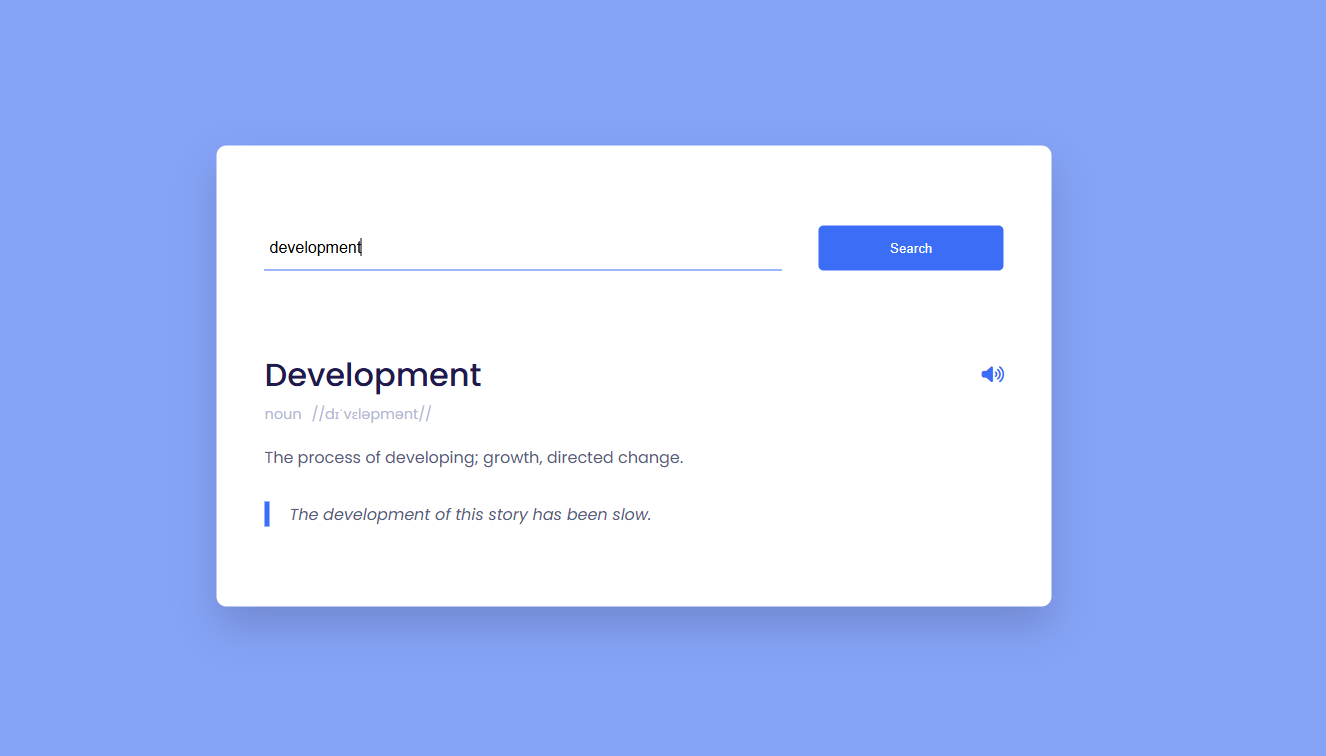 development
Search
Development
noun //dɪˈvɛləpmənt//
The process of developing; growth, directed change.
The development of this story has been slow.